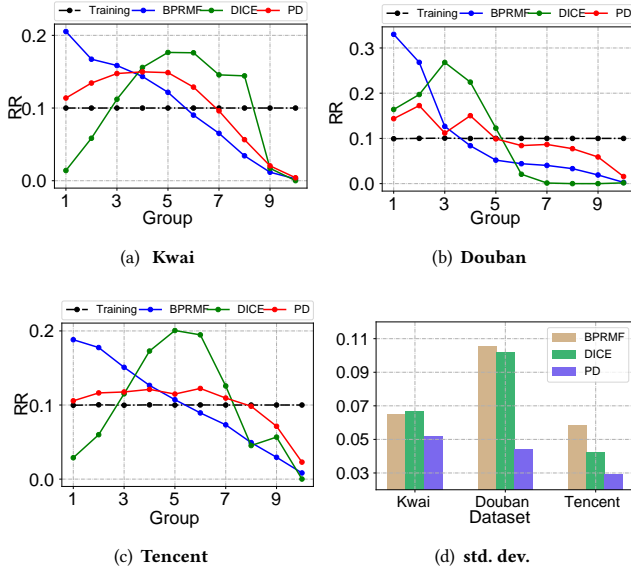 Training BPRMF DICE PD
0.2
0.1
0.0
RR
1 3 5 7 9
Group
(a) Kwai
Training BPRMF DICE PD
0.3
0.2
0.1
0.0
RR
1 3 5 7 9
Group
(b) Douban
Training BPRMF DICE PD
0.2
0.1
0.0
RR
1 3 5 7 9
Group
(c) Tencent
BPRMF
DICE
PD
0.11
0.09
0.07
0.05
0.03
Kwai Douban Tencent
Dataset
(d) std. dev.